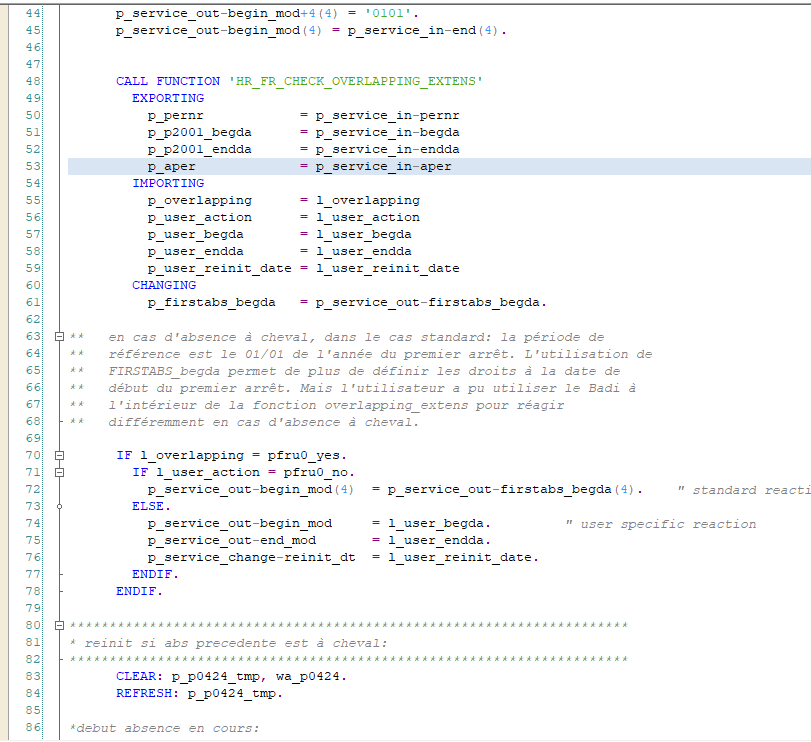 44 p_service_out-begin_mod+4(4) = '0101'.
45 p_service_out-begin_mod(4) = p_service_in-end(4).
46
47
48 CALL FUNCTION 'HR_FR_CHECK_OVERLAPPING_EXTENS'
49 EXPORTING
50 p_pernr = p_service_in-pernr
51 p_p2001_begda = p_service_in-begda
52 p_p2001_endda = p_service_in-endda
53 p_aper = p_service_in-aper
54 IMPORTING
55 p_overlapping = l_overlapping
56 p_user_action = l_user_action
57 p_user_begda = l_user_begda
58 p_user_endda = l_user_endda
59 p_user_reinit_date = l_user_reinit_date
60 CHANGING
61 p_firstabs_begda = p_service_out-firstabs_begda.
62
63 ** en cas d'absence à cheval, dans le cas standard: la période de
64 ** référence est le 01/01 de l'année du premier arrêt. L'utilisation de
65 ** FIRSTABS_begda permet de plus de définir les droits à la date de
66 ** début du premier arrêt. Mais l'utilisateur a pu utiliser le Badi à
67 ** l'intérieur de la fonction overlapping_extens pour réagir
68 ** différemment en cas d'absence à cheval.
69
70 IF l_overlapping = pfru0_yes.
71 IF l_user_action = pfru0_no.
72 p_service_out-begin_mod(4) = p_service_out-firstabs_begda(4). " standard reacti
73 ELSE.
74 p_service_out-begin_mod = l_user_begda. " user specific reaction
75 p_service_out-end_mod = l_user_endda.
76 p_service_change-reinit_dt = l_user_reinit_date.
77 ENDIF.
78 ENDIF.
79
80 **********************************************************************
81 * reinit si abs precedente est à cheval:
82 **********************************************************************
83 CLEAR: p_p0424_tmp, wa_p0424.
84 REFRESH: p_p0424_tmp.
85
86 *debut absence en cours: